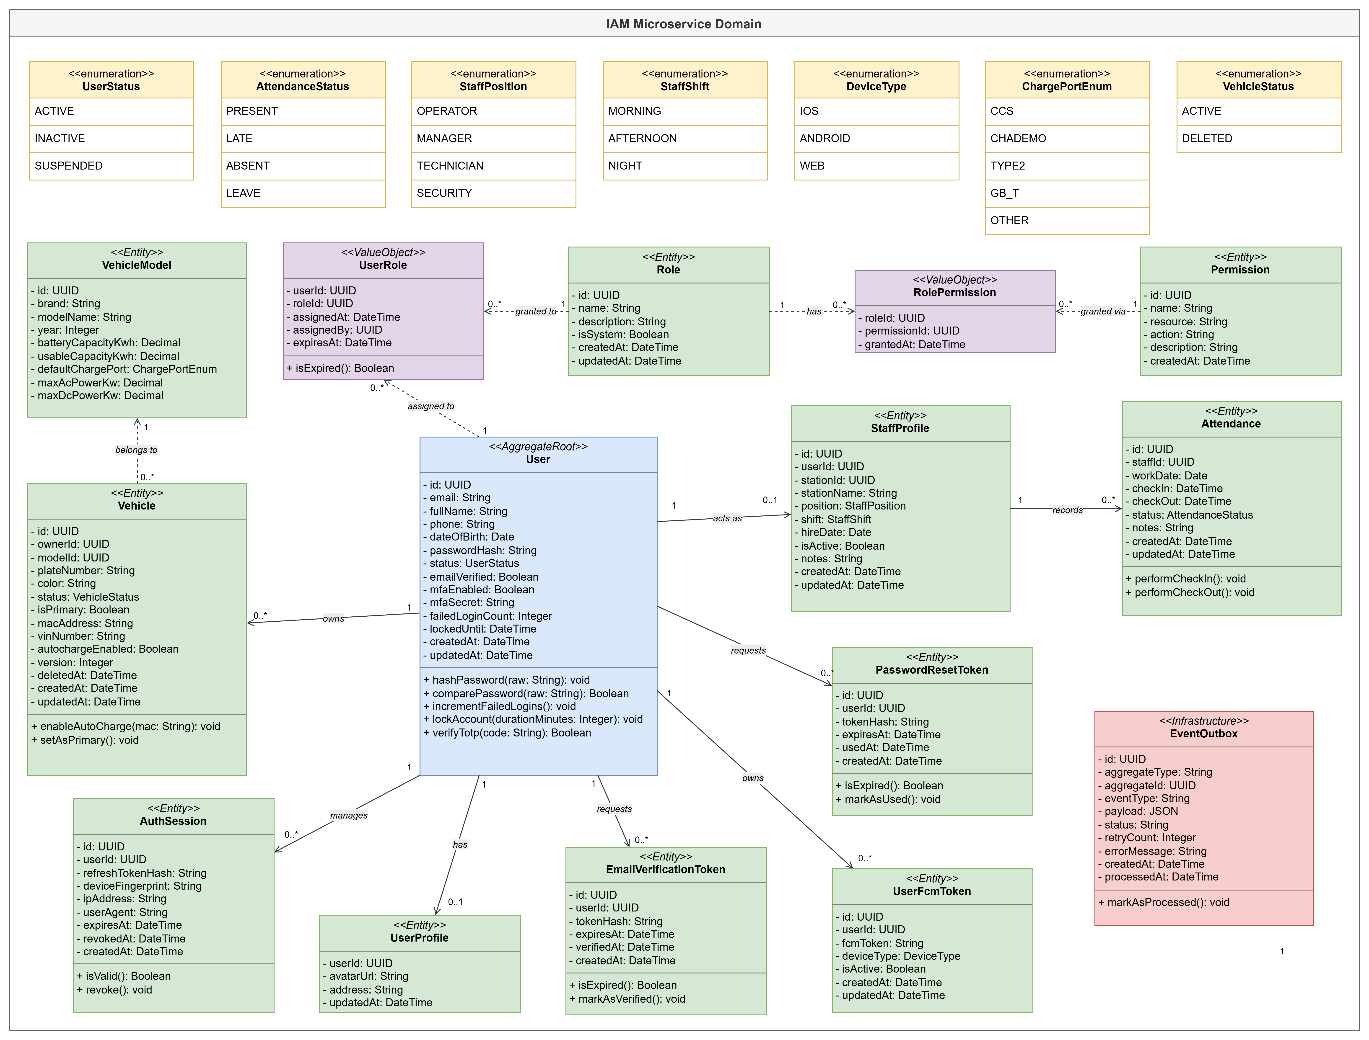 IAM Microservice Domain
<<enumeration>>
UserStatus
ACTIVE
INACTIVE
SUSPENDED
<<enumeration>>
AttendanceStatus
PRESENT
LATE
ABSENT
LEAVE
<<enumeration>>
StaffPosition
OPERATOR
MANAGER
TECHNICIAN
SECURITY
<<enumeration>>
StaffShift
MORNING
AFTERNOON
NIGHT
<<enumeration>>
DeviceType
IOS
ANDROID
WEB
<<enumeration>>
ChargePortEnum
CCS
CHADEMO
TYPE2
GB_T
OTHER
<<enumeration>>
VehicleStatus
ACTIVE
DELETED
<<Entity>>
VehicleModel
- id: UUID
- brand: String
- modelName: String
- year: Integer
- batteryCapacityKwh: Decimal
- usableCapacityKwh: Decimal
- defaultChargePort: ChargePortEnum
- maxAcPowerKw: Decimal
- maxDcPowerKw: Decimal
<<ValueObject>>
UserRole
- userId: UUID
- roleId: UUID
- assignedAt: DateTime
- assignedBy: UUID
- expiresAt: DateTime
+ isExpired(): Boolean
0..*
granted to
1
<<Entity>>
Role
- id: UUID
- name: String
- description: String
- isSystem: Boolean
- createdAt: DateTime
- updatedAt: DateTime
1
has
0..*
<<ValueObject>>
RolePermission
- roleId: UUID
- permissionId: UUID
- grantedAt: DateTime
0..*
granted via
1
<<Entity>>
Permission
- id: UUID
- name: String
- resource: String
- action: String
- description: String
- createdAt: DateTime
1
belongs to
0..*
0..*
assigned to
1
<<Entity>>
Vehicle
- id: UUID
- ownerId: UUID
- modelId: UUID
- plateNumber: String
- color: String
- status: VehicleStatus
- isPrimary: Boolean
- macAddress: String
- vinNumber: String
- autochargeEnabled: Boolean
- version: Integer
- deletedAt: DateTime
- createdAt: DateTime
- updatedAt: DateTime
+ enableAutoCharge(mac: String): void
+ setAsPrimary(): void
0..*
owns
1
<<AggregateRoot>>
User
- id: UUID
- email: String
- fullName: String
- phone: String
- dateOfBirth: Date
- passwordHash: String
- status: UserStatus
- emailVerified: Boolean
- mfaEnabled: Boolean
- mfaSecret: String
- failedLoginCount: Integer
- lockedUntil: DateTime
- createdAt: DateTime
- updatedAt: DateTime
+ hashPassword(raw: String): void
+ comparePassword(raw: String): Boolean
+ incrementFailedLogins(): void
+ lockAccount(durationMinutes: Integer): void
+ verifyTotp(code: String): Boolean
1
acts as
0..1
<<Entity>>
StaffProfile
- id: UUID
- userId: UUID
- stationId: UUID
- stationName: String
- position: StaffPosition
- shift: StaffShift
- hireDate: Date
- isActive: Boolean
- notes: String
- createdAt: DateTime
- updatedAt: DateTime
1
records
0..*
<<Entity>>
Attendance
- id: UUID
- staffId: UUID
- workDate: Date
- checkIn: DateTime
- checkOut: DateTime
- status: AttendanceStatus
- notes: String
- createdAt: DateTime
- updatedAt: DateTime
+ performCheckIn(): void
+ performCheckOut(): void
requests
0..*
<<Entity>>
PasswordResetToken
- id: UUID
- userId: UUID
- tokenHash: String
- expiresAt: DateTime
- usedAt: DateTime
- createdAt: DateTime
+ isExpired(): Boolean
+ markAsUsed(): void
1
owns
0..*
<<Infrastructure>>
EventOutbox
- id: UUID
- aggregateType: String
- aggregateId: UUID
- eventType: String
- payload: JSON
- status: String
- retryCount: Integer
- errorMessage: String
- createdAt: DateTime
- processedAt: DateTime
+ markAsProcessed(): void
1
manages
0..*
<<Entity>>
AuthSession
- id: UUID
- userId: UUID
- refreshTokenHash: String
- deviceFingerprint: String
- ipAddress: String
- userAgent: String
- expiresAt: DateTime
- revokedAt: DateTime
- createdAt: DateTime
+ isValid(): Boolean
+ revoke(): void
1
has
0..1
<<Entity>>
UserProfile
- userId: UUID
- avatarUrl: String
- address: String
- updatedAt: DateTime
1
requests
0..*
<<Entity>>
EmailVerificationToken
- id: UUID
- userId: UUID
- tokenHash: String
- expiresAt: DateTime
- verifiedAt: DateTime
- createdAt: DateTime
+ isExpired(): Boolean
+ markAsVerified(): void
<<Entity>>
UserFcmToken
- id: UUID
- userId: UUID
- fcmToken: String
- deviceType: DeviceType
- isActive: Boolean
- createdAt: DateTime
- updatedAt: DateTime
1